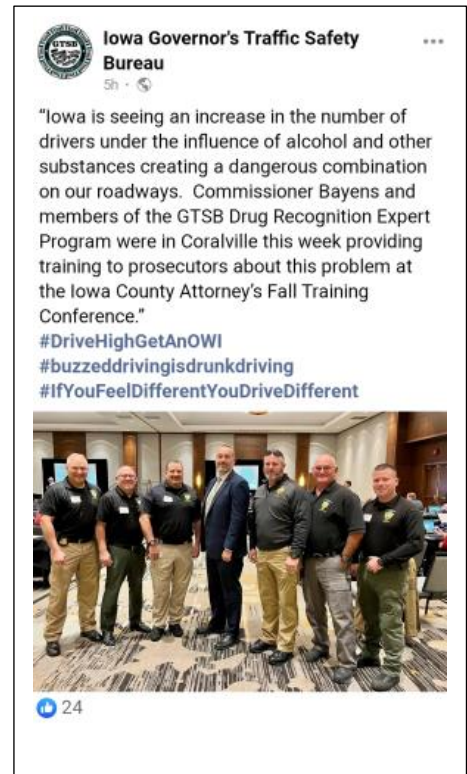 GTSB
Iowa Governor's Traffic Safety
Bureau
5h ·
“Iowa is seeing an increase in the number of
drivers under the influence of alcohol and other
substances creating a dangerous combination
on our roadways.  Commissioner Bayens and
members of the GTSB Drug Recognition Expert
Program were in Coralville this week providing
training to prosecutors about this problem at
the Iowa County Attorney’s Fall Training
Conference.”
#DriveHighGetAnOWI
#buzzeddrivingisdrunkdriving
#IfYouFeelDifferentYouDriveDifferent
24